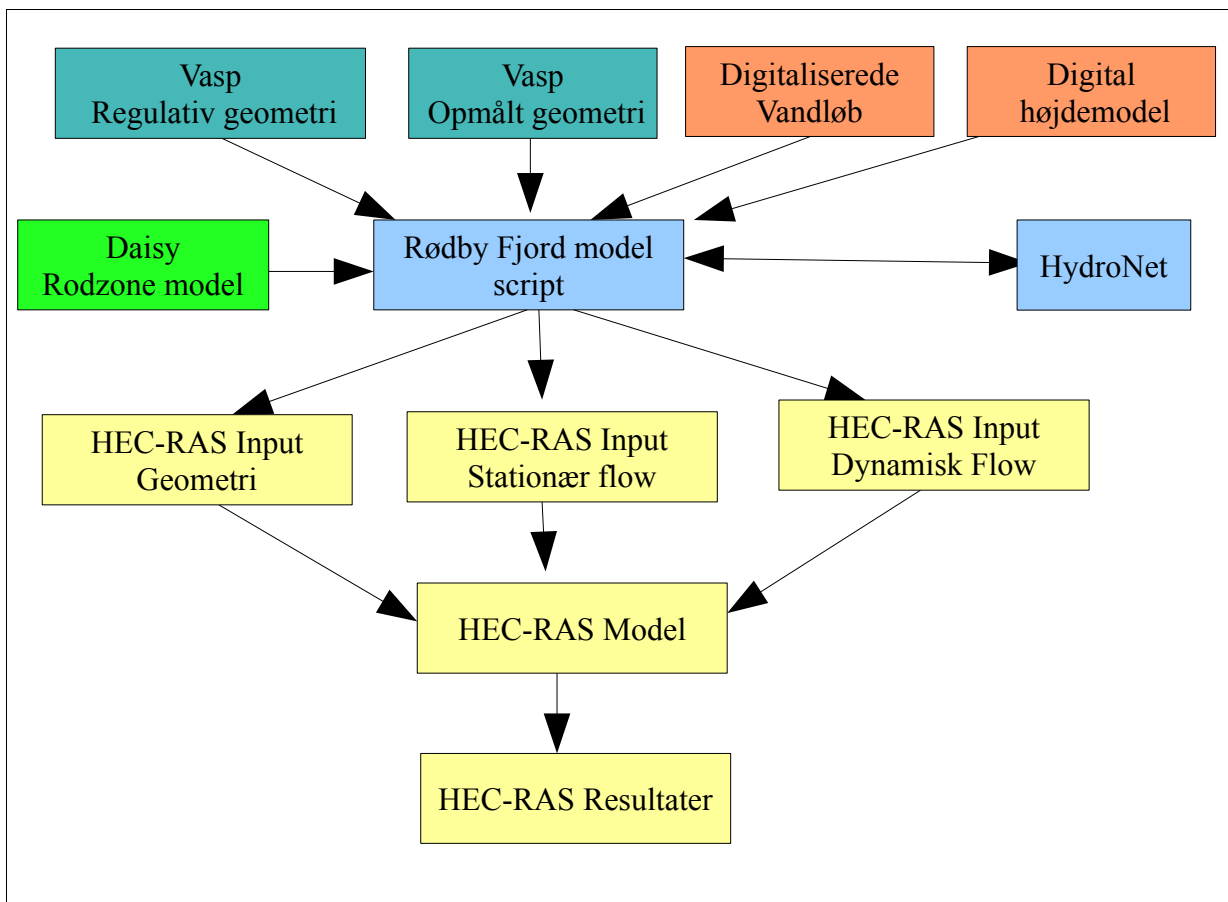 Vasp
Regulativ geometri
Vasp
Opmålt geometri
Digitaliserede
Vandløb
Digital
højdemodel
Daisy
Rodzone model
Rødby Fjord model
script
HydroNet
HEC-RAS Input
Geometri
HEC-RAS Input
Stationær flow
HEC-RAS Input
Dynamisk Flow
HEC-RAS Model
HEC-RAS Resultater